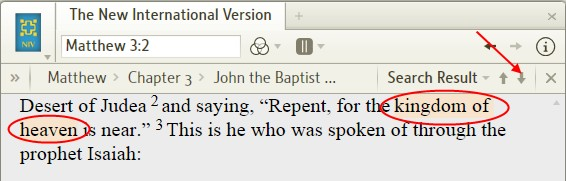 The New International Version
NIV
Matthew 3:2
» Matthew › Chapter 3 › John the Baptist ... Search Result
Desert of Judea 2 and saying, “Repent, for the kingdom of
heaven is near.” 3 This is he who was spoken of through the
prophet Isaiah: